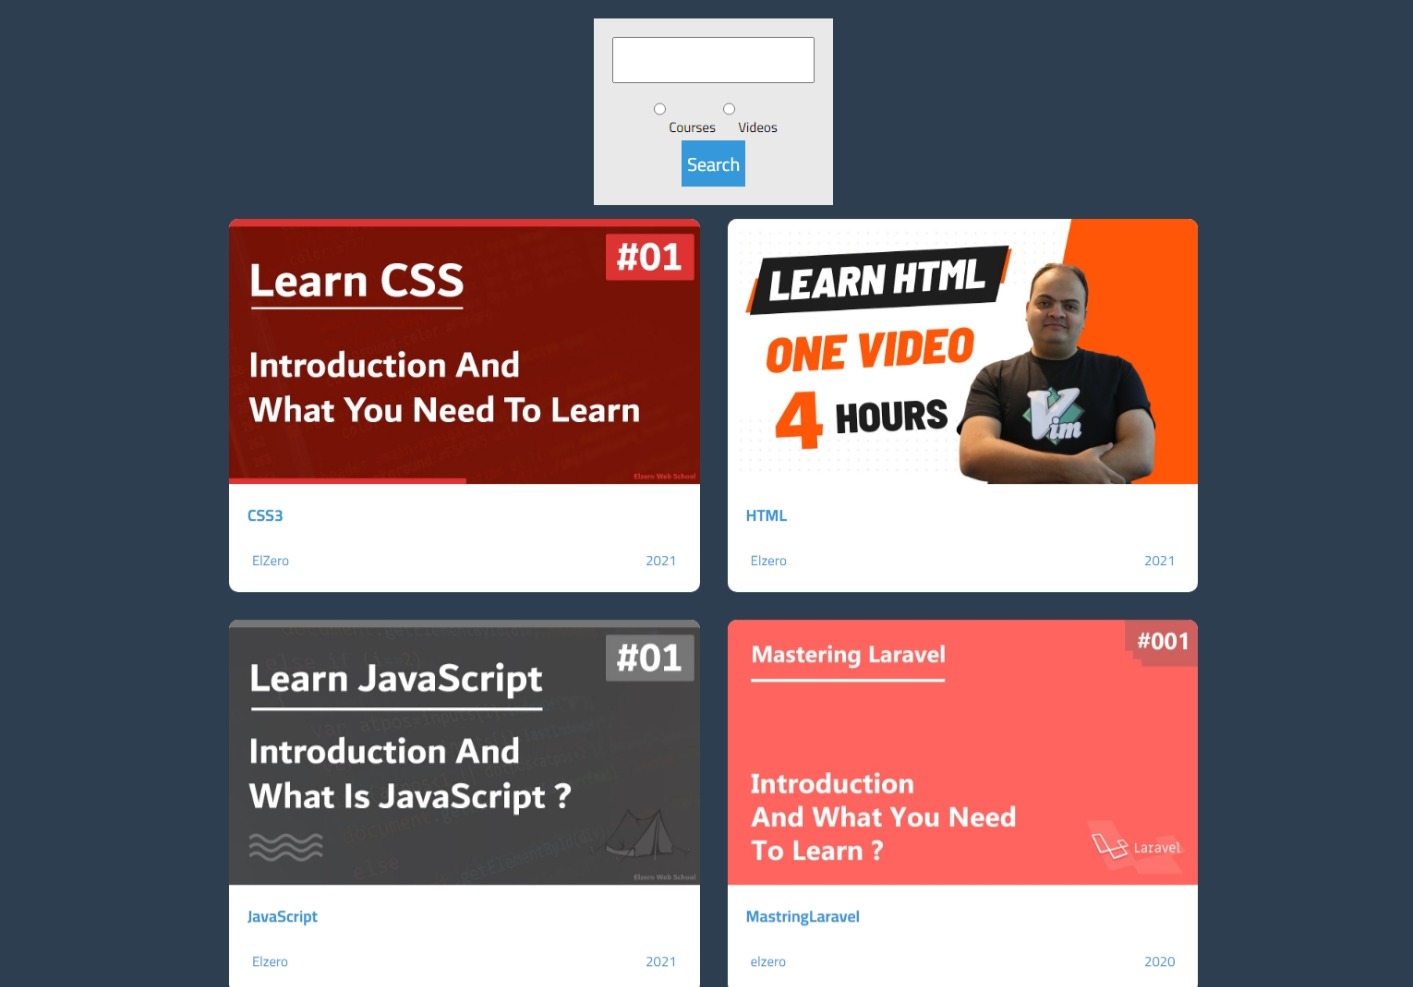 Courses Videos
Search
#01
Learn CSS
Introduction And
What You Need To Learn
Elzero Web School
CSS3
ElZero 2021
LEARN HTML
ONE VIDEO
4 HOURS
Vim
HTML
Elzero 2021
#01
Learn JavaScript
Introduction And
What Is JavaScript ?
Elzero Web School
JavaScript
Elzero 2021
#001
Mastering Laravel
Introduction
And What You Need
To Learn ?
Laravel
MastringLaravel
elzero 2020